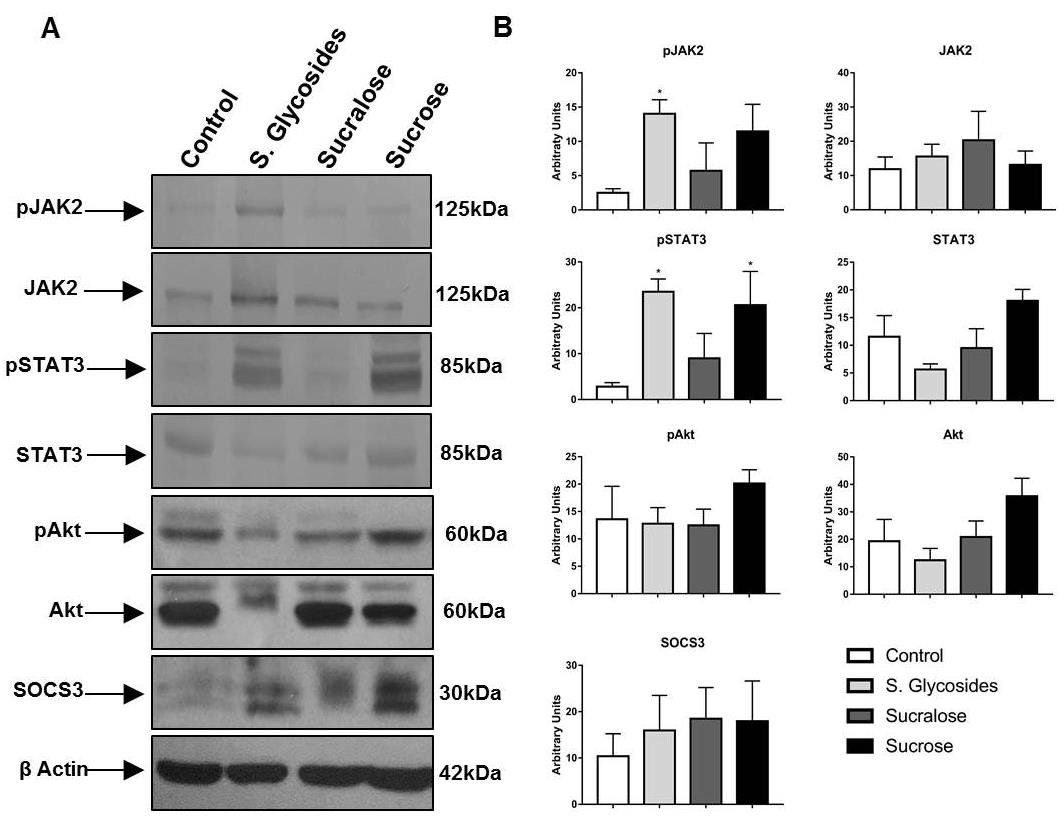 A
Control
S. Glycosides
Sucralose
Sucrose
pJAK2
125kDa
JAK2
125kDa
pSTAT3
85kDa
STAT3
85kDa
pAkt
60kDa
Akt
60kDa
SOCS3
30kDa
β Actin
42kDa
B
pJAK2
Arbitraty Units
20
15
10
5
0
*
JAK2
Arbitraty Units
40
30
20
10
0
pSTAT3
Arbitraty Units
30
20
10
0
*
*
STAT3
Arbitraty Units
25
20
15
10
5
0
pAkt
Arbitrary Units
25
20
15
10
5
0
Akt
Arbitrary Units
50
40
30
20
10
0
SOCS3
Arbitrary Units
30
20
10
0
Control
S. Glycosides
Sucralose
Sucrose